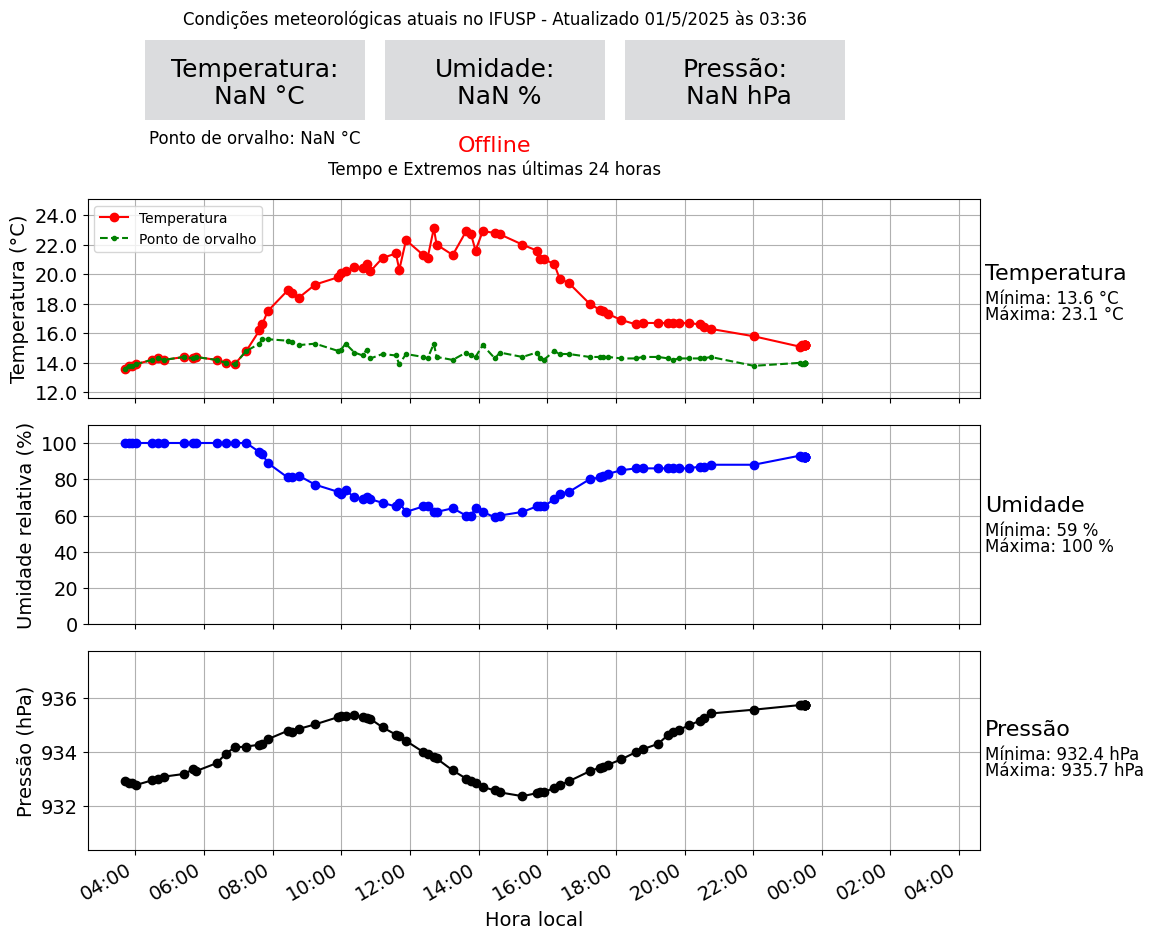 Condições meteorológicas atuais no IFUSP - Atualizado 01/5/2025 às 03:36
Temperatura:
NaN °C
Umidade:
NaN %
Pressão:
NaN hPa
Ponto de orvalho: NaN °C
Offline
Tempo e Extremos nas últimas 24 horas
Temperatura (°C)
24.0
22.0
20.0
18.0
16.0
14.0
12.0
Temperatura
Ponto de orvalho
Temperatura
Mínima: 13.6 °C
Máxima: 23.1 °C
Umidade relativa (%)
100
80
60
40
20
0
Umidade
Mínima: 59 %
Máxima: 100 %
Pressão (hPa)
936
934
932
Pressão
Mínima: 932.4 hPa
Máxima: 935.7 hPa
04:00 06:00 08:00 10:00 12:00 14:00 16:00 18:00 20:00 22:00 00:00 02:00 04:00
Hora local